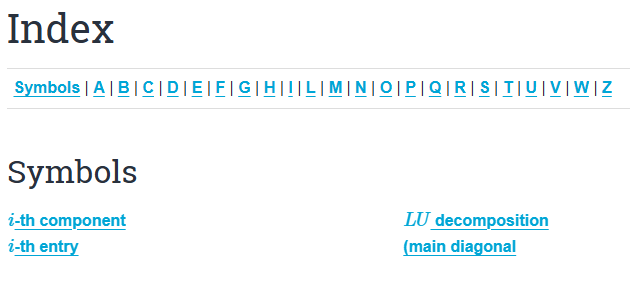 Index
Symbols | A | B | C | D | E | F | G | H | I | L | M | N | O | P | Q | R | S | T | U | V | W | Z
Symbols
i-th component
i-th entry
LU decomposition
(main diagonal